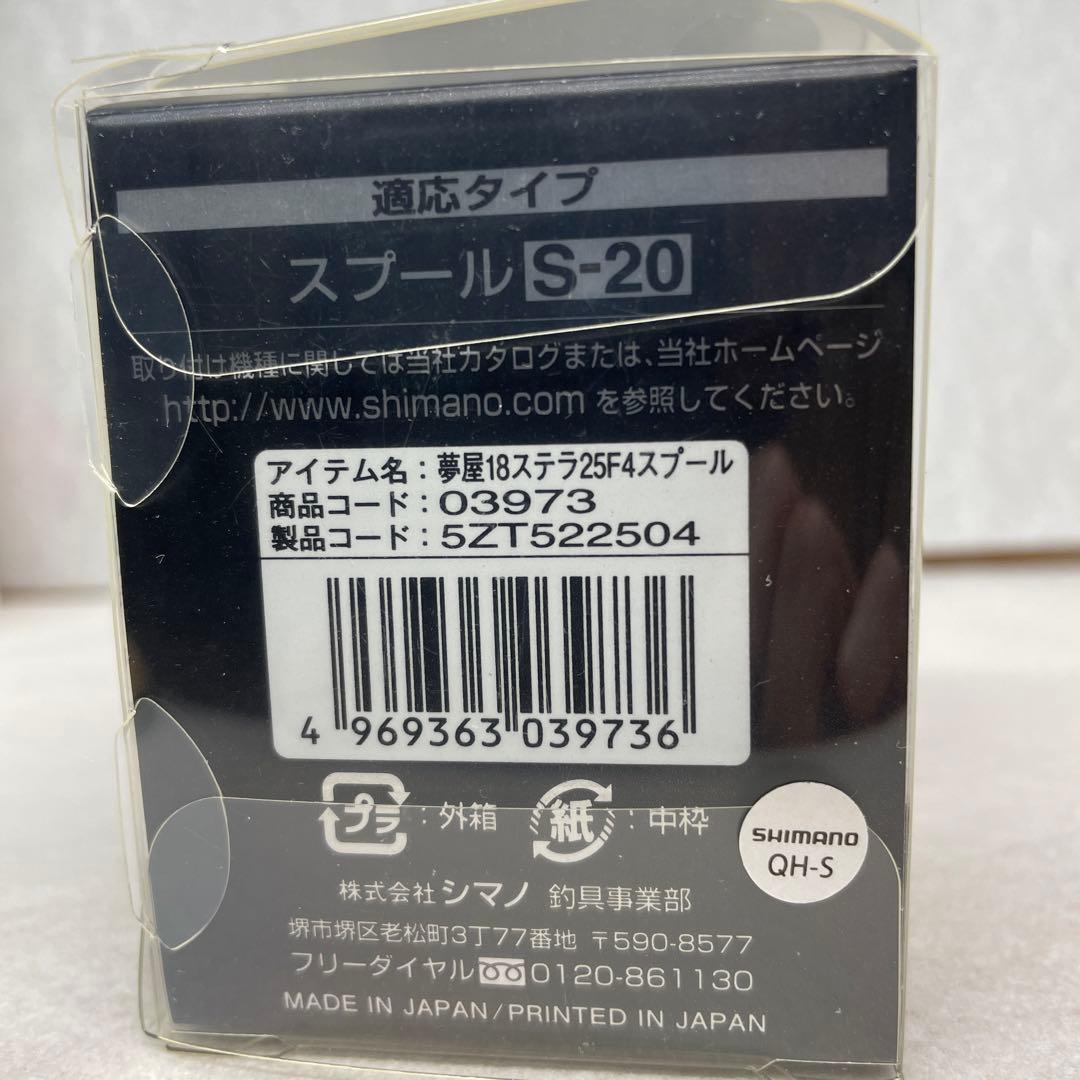 適応タイプ
スプール S-20
取り付け機種に関しては当社カタログまたは、当社ホームページ
http://www.shimano.com を参照してください。
アイテム名：夢屋18ステラ25F4スプール
商品コード：03973
製品コード：5ZT522504
4 969363 039736
プラ：外箱 紙：中枠
SHIMANO
QH-S
株式会社 シマノ 釣具事業部
堺市堺区老松町3丁77番地 〒590-8577
フリーダイヤル 0120-861130
MADE IN JAPAN/PRINTED IN JAPAN